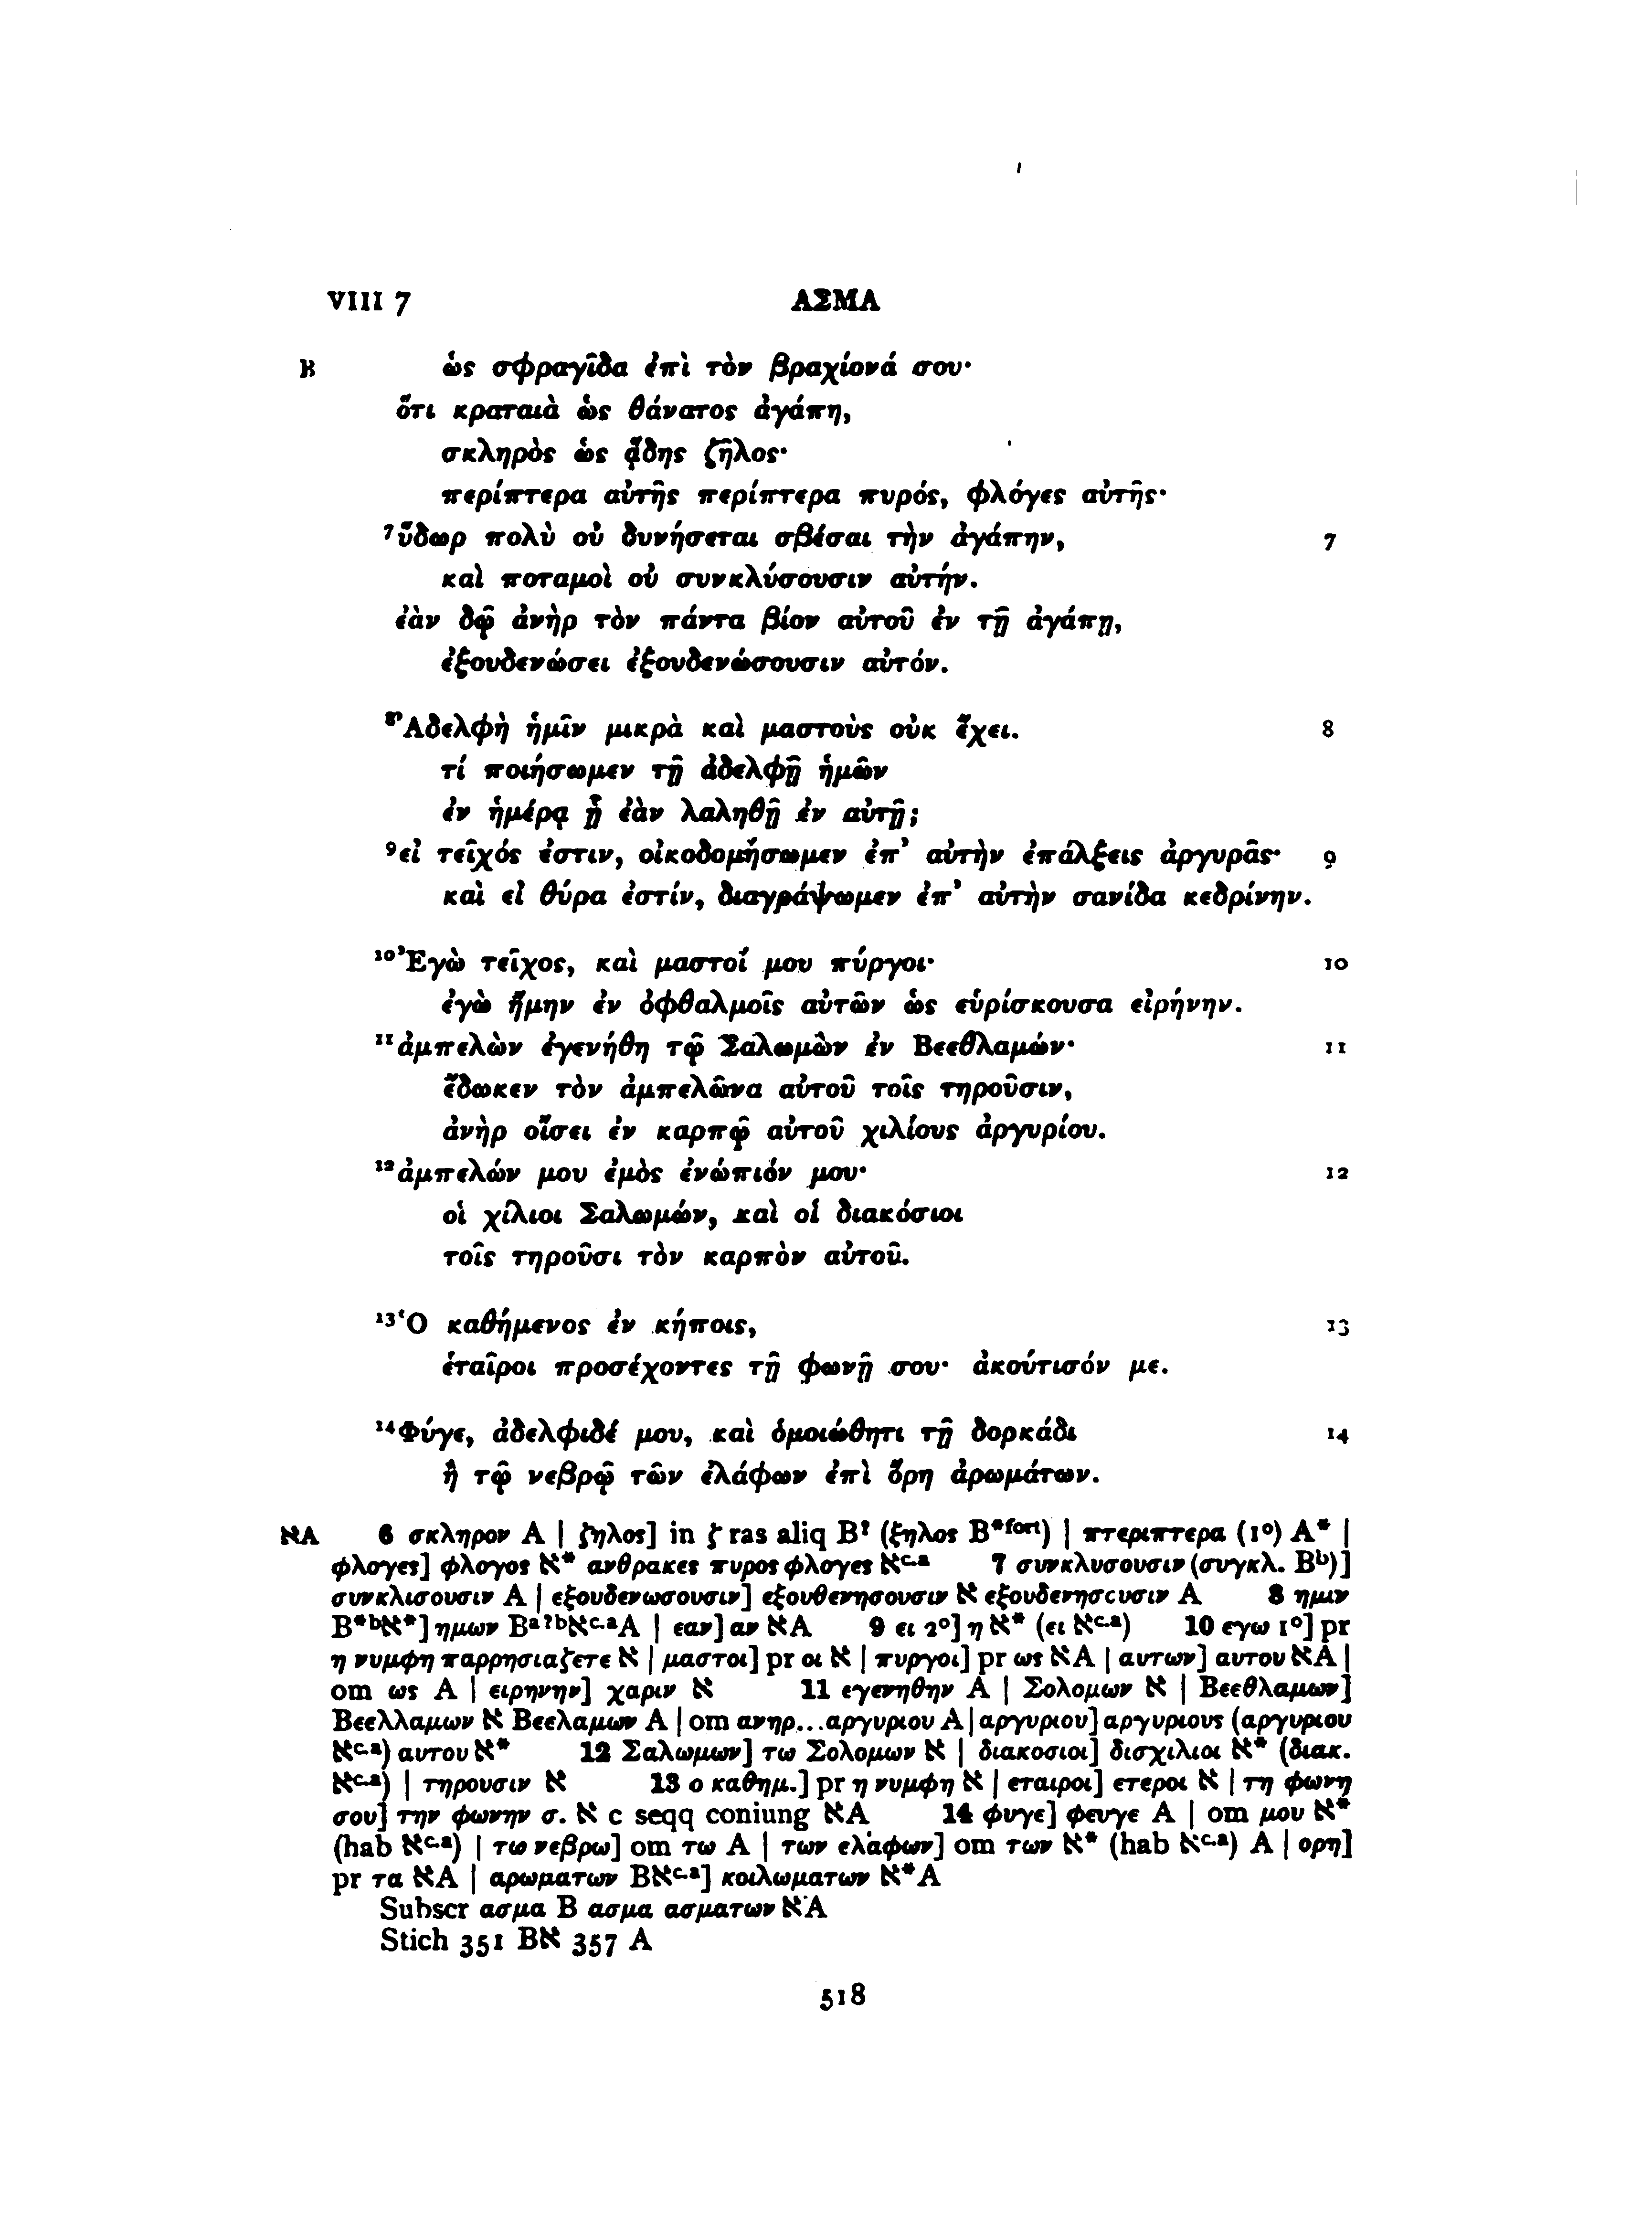 VIII 7 ΑΣΜΑ
B ὡς σφραγῖδα ἐπὶ τὸν βραχίονά σου·
ὅτι κραταιὰ ὡς θάνατος ἀγάπη,
σκληρὸς ὡς ᾅδης ζῆλος·
περίπτερα αὐτῆς περίπτερα πυρός, φλόγες αὐτῆς·
⁷ὕδωρ πολὺ οὐ δυνήσεται σβέσαι τὴν ἀγάπην, 7
καὶ ποταμοὶ οὐ συνκλύσουσιν αὐτήν.
ἐὰν δῷ ἀνὴρ τὸν πάντα βίον αὐτοῦ ἐν τῇ ἀγάπῃ,
ἐξουδενώσει ἐξουδενώσουσιν αὐτόν.
⁸Ἀδελφὴ ἡμῖν μικρὰ καὶ μαστοὺς οὐκ ἔχει. 8
τί ποιήσωμεν τῇ ἀδελφῇ ἡμῶν
ἐν ἡμέρᾳ ᾗ ἐὰν λαληθῇ ἐν αὐτῇ;
⁹εἰ τεῖχός ἐστιν, οἰκοδομήσωμεν ἐπ’ αὐτὴν ἐπάλξεις ἀργυρᾶς· 9
καὶ εἰ θύρα ἐστίν, διαγράψωμεν ἐπ’ αὐτὴν σανίδα κεδρίνην.
¹⁰Ἐγὼ τεῖχος, καὶ μαστοί μου πύργοι· 10
ἐγὼ ἤμην ἐν ὀφθαλμοῖς αὐτῶν ὡς εὑρίσκουσα εἰρήνην.
¹¹ἀμπελὼν ἐγενήθη τῷ Σαλωμὼν ἐν Βεεθλαμών· 11
ἔδωκεν τὸν ἀμπελῶνα αὐτοῦ τοῖς τηροῦσιν,
ἀνὴρ οἴσει ἐν καρπῷ αὐτοῦ χιλίους ἀργυρίου.
¹²ἀμπελών μου ἐμὸς ἐνώπιόν μου· 12
οἱ χίλιοι Σαλωμών, καὶ οἱ διακόσιοι
τοῖς τηροῦσι τὸν καρπὸν αὐτοῦ.
¹³Ὁ καθήμενος ἐν κήποις, 13
ἑταῖροι προσέχοντες τῇ φωνῇ σου· ἀκούτισόν με.
¹⁴Φύγε, ἀδελφιδέ μου, καὶ ὁμοιώθητι τῇ δορκάδι 14
ἢ τῷ νεβρῷ τῶν ἐλάφων ἐπὶ ὄρη ἀρωμάτων.
אA 6 σκληρον A | ζηλος] in ζ ras aliq B? (ξηλος B*fort) | πτεριπτερα (1°) A* |
φλογες] φλογος א* ανθρακες πυρος φλογες אc.a 7 συνκλυσουσιν (συγκλ. Bb)]
συνκλισουσιν A | εξουδενωσουσιν] εξουθενησουσιν א εξουδενησουσιν A 8 ημιν
B*bא*] ημων Ba?bאc.aA | εαν] αν אA 9 ει 2°] η א* (ει אc.a) 10 εγω 1°] pr
η νυμφη παρρησιαζετε א | μαστοι] pr οι א | πυργοι] pr ως אA | αυτων] αυτου אA |
om ως A | ειρηνην] χαριν א 11 εγενηθην A | Σολομων א | Βεεθλαμων]
Βεελλαμων א Βεελαμων A | om ανηρ...αργυριου A | αργυριου] αργυριους (αργυριου
אc.a) αυτου א* 12 Σαλωμων] τω Σολομων א | διακοσιοι] δισχιλιοι א* (διακ.
אc.a) | τηρουσιν א 13 ο καθημ.] pr η νυμφη א | εταιροι] ετεροι א | τη φωνη
σου] την φωνην σ. א c seqq coniung אA 14 φυγε] φευγε A | om μου א*
(hab אc.a) | τω νεβρω] om τω A | των ελαφων] om των א* (hab אc.a) A | ορη]
pr τα אA | αρωματων Bאc.a] κοιλωματων א*A
Subscr ασμα B ασμα ασματων אA
Stich 351 Bא 357 A
518